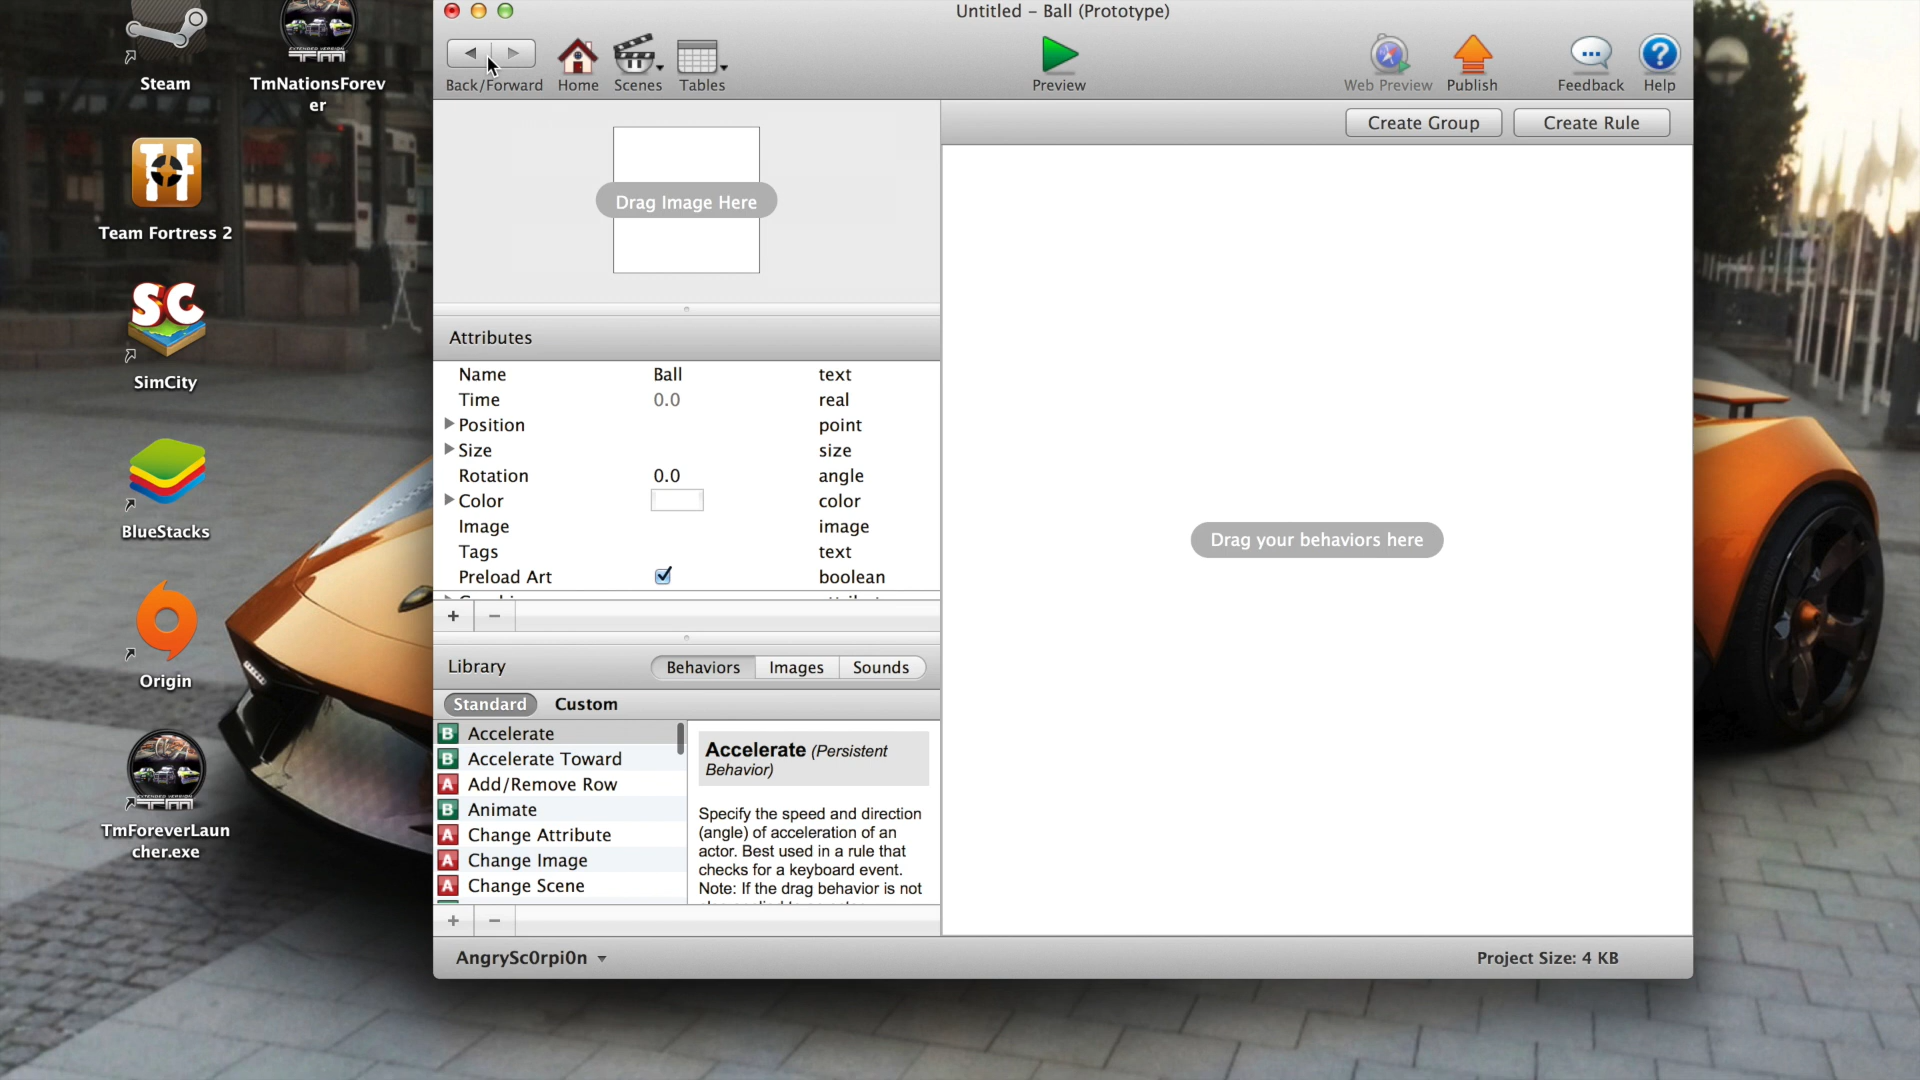 Untitled – Ball (Prototype)
Back/Forward
Home
Scenes
Tables
Preview
Web Preview
Publish
Feedback
Help
Create Group
Create Rule
Drag Image Here
Attributes
Name Ball text
Time 0.0 real
Position point
Size size
Rotation 0.0 angle
Color color
Image image
Tags text
Preload Art boolean
Drag your behaviors here
+ −
Library
Behaviors
Images
Sounds
Standard
Custom
B Accelerate
B Accelerate Toward
A Add/Remove Row
B Animate
A Change Attribute
A Change Image
A Change Scene
Accelerate (Persistent
Behavior)
Specify the speed and direction
(angle) of acceleration of an
actor. Best used in a rule that
checks for a keyboard event.
Note: If the drag behavior is not
+ −
AngrySc0rpi0n
Project Size: 4 KB
Steam
TmNationsForev
er
Team Fortress 2
SC
SimCity
BlueStacks
Origin
TmForeverLaun
cher.exe